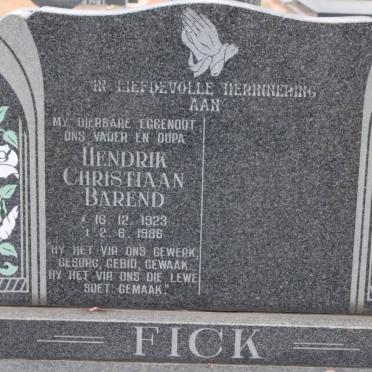 IN LIEFDEVOLLE HERINNERING
AAN
MY DIERBARE EGGENOOT
ONS VADER EN OUPA
HENDRIK
CHRISTIAAN
BAREND
* 16. 12. 1923
† 2. 6. 1986
HY HET VIR ONS GEWERK,
GESORG, GEBID, GEWAAK.
HY HET VIR ONS DIE LEWE
SOET GEMAAK."
FICK